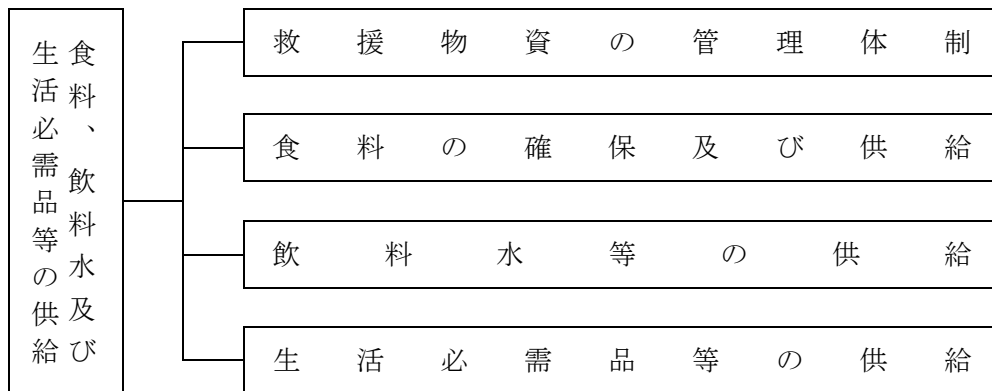 食料、飲料水及び
生活必需品等の供給
救援物資の管理体制
食料の確保及び供給
飲料水等の供給
生活必需品等の供給